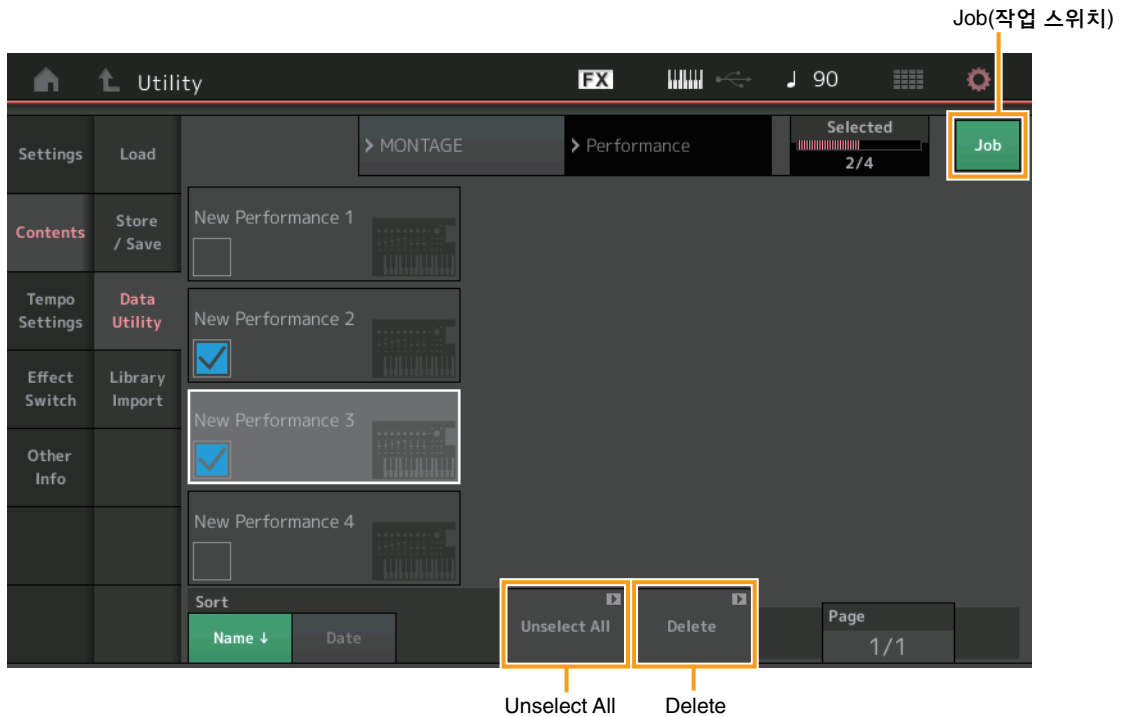 Job(작업 스위치)
Utility
FX
♩ 90
Settings
Load
> MONTAGE
> Performance
Selected
2/4
Job
Contents
Store
/ Save
New Performance 1
Tempo
Settings
Data
Utility
New Performance 2
Effect
Switch
Library
Import
New Performance 3
Other
Info
New Performance 4
Sort
Name ↓
Date
Unselect All
Delete
Page
1/1
Unselect All
Delete